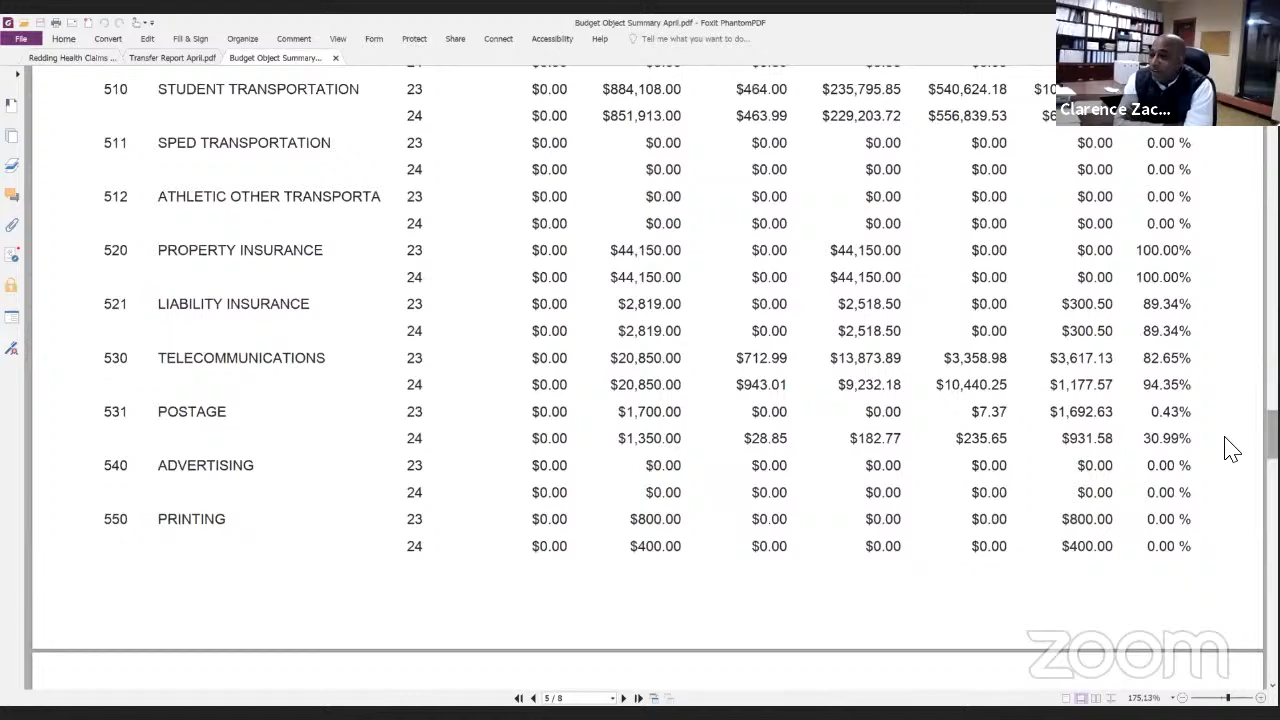 Budget Object Summary April.pdf - Foxit PhantomPDF
File Home Convert Edit Fill & Sign Organize Comment View Form Protect Share Connect Accessibility Help Tell me what you want to do...
Redding Health Claims ... Transfer Report April.pdf Budget Object Summary...
510 STUDENT TRANSPORTATION 23 $0.00 $884,108.00 $464.00 $235,795.85 $540,624.18
24 $0.00 $851,913.00 $463.99 $229,203.72 $556,839.53
511 SPED TRANSPORTATION 23 $0.00 $0.00 $0.00 $0.00 $0.00 $0.00 0.00 %
24 $0.00 $0.00 $0.00 $0.00 $0.00 $0.00 0.00 %
512 ATHLETIC OTHER TRANSPORTA 23 $0.00 $0.00 $0.00 $0.00 $0.00 $0.00 0.00 %
24 $0.00 $0.00 $0.00 $0.00 $0.00 $0.00 0.00 %
520 PROPERTY INSURANCE 23 $0.00 $44,150.00 $0.00 $44,150.00 $0.00 $0.00 100.00%
24 $0.00 $44,150.00 $0.00 $44,150.00 $0.00 $0.00 100.00%
521 LIABILITY INSURANCE 23 $0.00 $2,819.00 $0.00 $2,518.50 $0.00 $300.50 89.34%
24 $0.00 $2,819.00 $0.00 $2,518.50 $0.00 $300.50 89.34%
530 TELECOMMUNICATIONS 23 $0.00 $20,850.00 $712.99 $13,873.89 $3,358.98 $3,617.13 82.65%
24 $0.00 $20,850.00 $943.01 $9,232.18 $10,440.25 $1,177.57 94.35%
531 POSTAGE 23 $0.00 $1,700.00 $0.00 $0.00 $7.37 $1,692.63 0.43%
24 $0.00 $1,350.00 $28.85 $182.77 $235.65 $931.58 30.99%
540 ADVERTISING 23 $0.00 $0.00 $0.00 $0.00 $0.00 $0.00 0.00 %
24 $0.00 $0.00 $0.00 $0.00 $0.00 $0.00 0.00 %
550 PRINTING 23 $0.00 $800.00 $0.00 $0.00 $0.00 $800.00 0.00 %
24 $0.00 $400.00 $0.00 $0.00 $0.00 $400.00 0.00 %
Clarence Zac...
zoom
5 / 8
175.13%